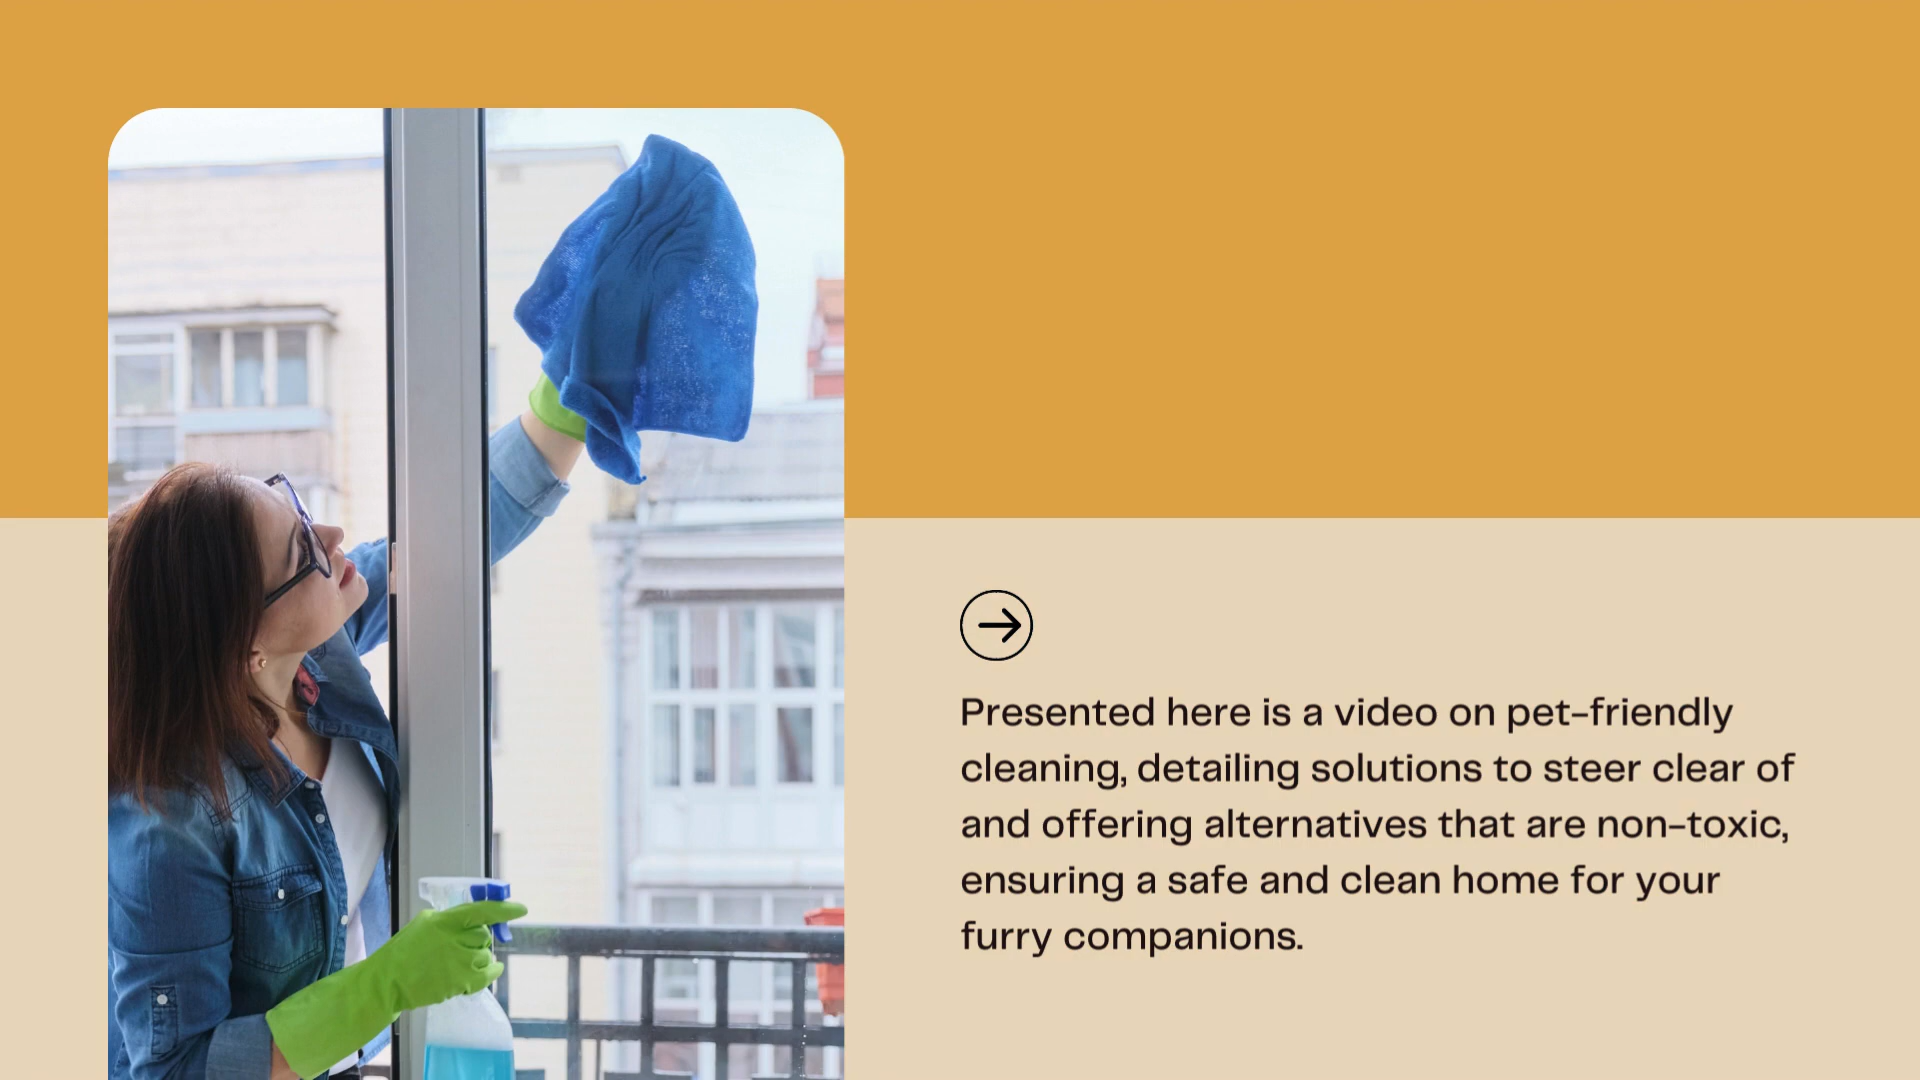 Presented here is a video on pet-friendly
cleaning, detailing solutions to steer clear of
and offering alternatives that are non-toxic,
ensuring a safe and clean home for your
furry companions.